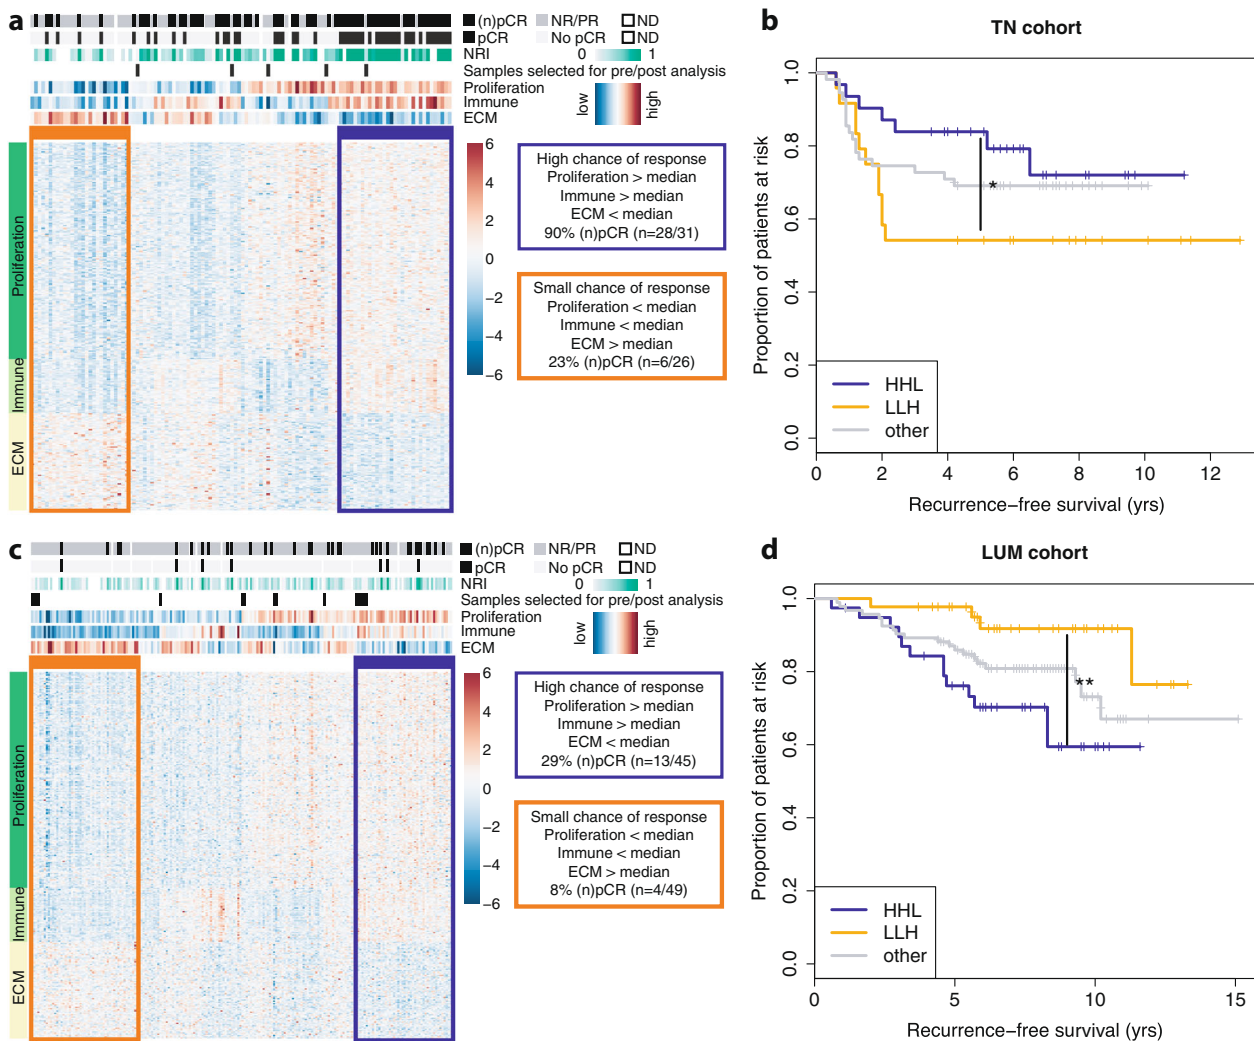 a
(n)pCR NR/PR ND
pCR No pCR ND
NRI 0 1
Samples selected for pre/post analysis
Proliferation
Immune
ECM
low
high
Proliferation
Immune
ECM
6
4
2
0
−2
−4
−6
High chance of response
Proliferation > median
Immune > median
ECM < median
90% (n)pCR (n=28/31)
Small chance of response
Proliferation < median
Immune < median
ECM > median
23% (n)pCR (n=6/26)
b
TN cohort
Proportion of patients at risk
1.0
0.8
0.6
0.4
0.2
0.0
*
HHL
LLH
other
0 2 4 6 8 10 12
Recurrence−free survival (yrs)
c
(n)pCR NR/PR ND
pCR No pCR ND
NRI 0 1
Samples selected for pre/post analysis
Proliferation
Immune
ECM
low
high
Proliferation
Immune
ECM
6
4
2
0
−2
−4
−6
High chance of response
Proliferation > median
Immune > median
ECM < median
29% (n)pCR (n=13/45)
Small chance of response
Proliferation < median
Immune < median
ECM > median
8% (n)pCR (n=4/49)
d
LUM cohort
Proportion of patients at risk
1.0
0.8
0.6
0.4
0.2
0.0
**
HHL
LLH
other
0 5 10 15
Recurrence−free survival (yrs)